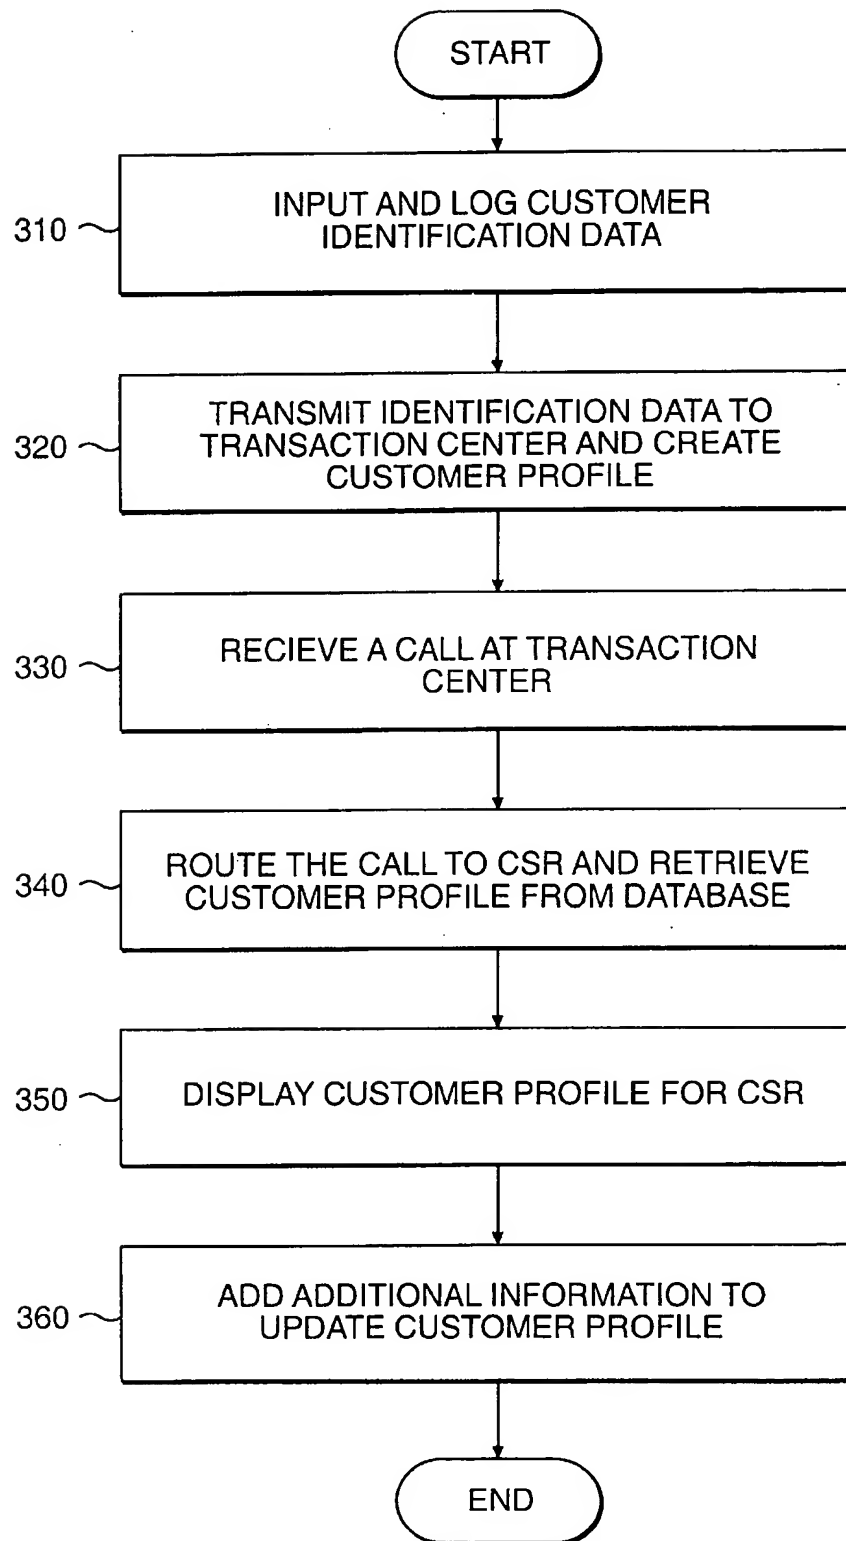 START
310
INPUT AND LOG CUSTOMER
IDENTIFICATION DATA
320
TRANSMIT IDENTIFICATION DATA TO
TRANSACTION CENTER AND CREATE
CUSTOMER PROFILE
330
RECIEVE A CALL AT TRANSACTION
CENTER
340
ROUTE THE CALL TO CSR AND RETRIEVE
CUSTOMER PROFILE FROM DATABASE
350
DISPLAY CUSTOMER PROFILE FOR CSR
360
ADD ADDITIONAL INFORMATION TO
UPDATE CUSTOMER PROFILE
END